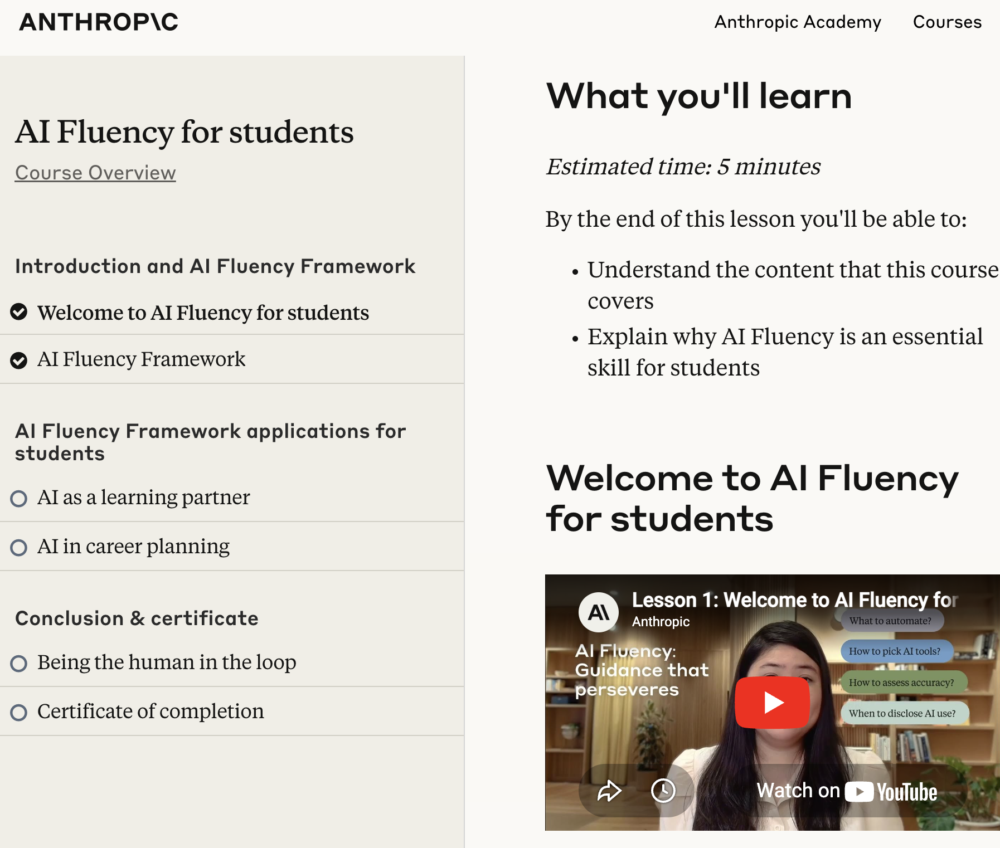 ANTHROP\C
Anthropic Academy
Courses
AI Fluency for students
Course Overview
Introduction and AI Fluency Framework
Welcome to AI Fluency for students
AI Fluency Framework
AI Fluency Framework applications for
students
AI as a learning partner
AI in career planning
Conclusion & certificate
Being the human in the loop
Certificate of completion
What you'll learn
Estimated time: 5 minutes
By the end of this lesson you'll be able to:
• Understand the content that this course
covers
• Explain why AI Fluency is an essential
skill for students
Welcome to AI Fluency
for students
A\
Lesson 1: Welcome to AI Fluency for
Anthropic
AI Fluency:
Guidance that
perseveres
What to automate?
How to pick AI tools?
How to assess accuracy?
When to disclose AI use?
Watch on YouTube